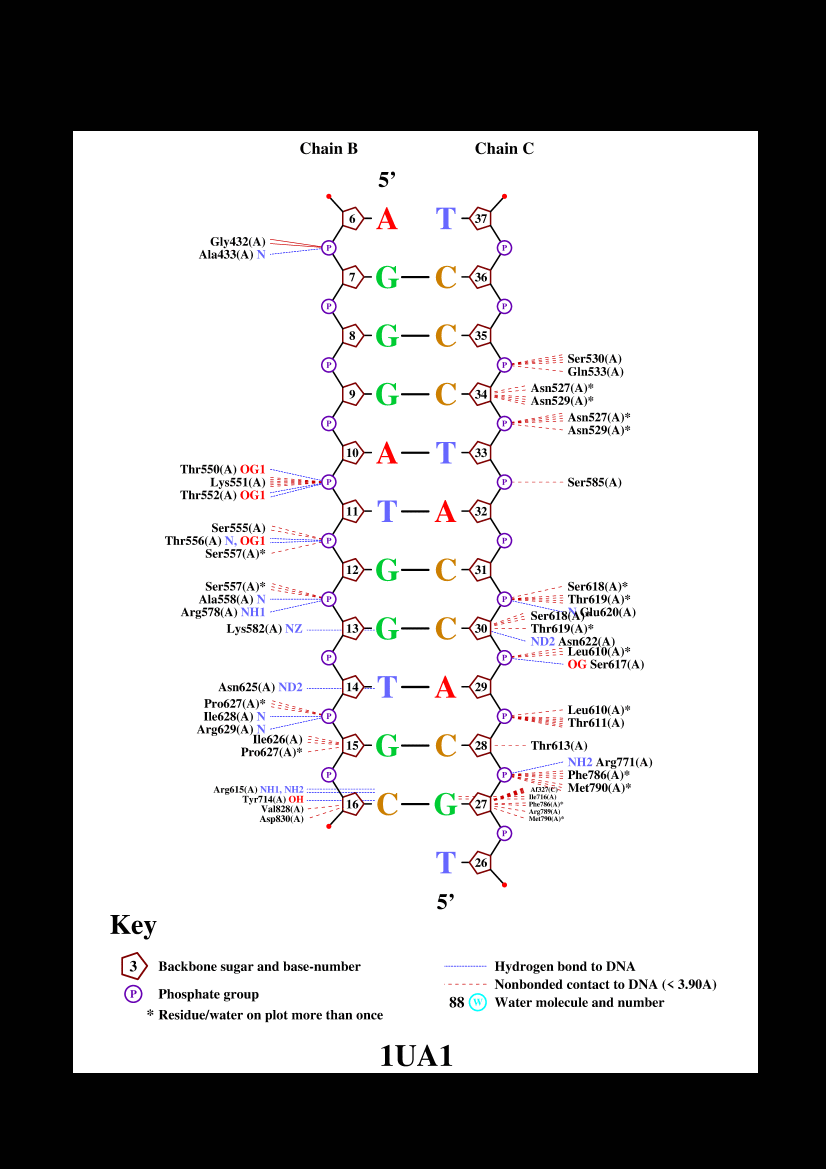 Chain B Chain C
5’
6 A T 37
Gly432(A)
P P
Ala433(A) N
7 G C 36
P P
8 G C 35
Ser530(A)
P P
Gln533(A)
Asn527(A)*
9 G C 34
Asn529(A)*
Asn527(A)*
P P
Asn529(A)*
10 A T 33
Thr550(A) OG1
Lys551(A) P P Ser585(A)
Thr552(A) OG1
11 T A 32
Ser555(A)
Thr556(A) N, OG1 P P
Ser557(A)*
12 G C 31
Ser557(A)* Ser618(A)*
Ala558(A) N P P Thr619(A)*
Arg578(A) NH1 N Glu620(A)
Ser618(A)*
Lys582(A) NZ 13 G C 30 Thr619(A)*
ND2 Asn622(A)
Leu610(A)*
P P
OG Ser617(A)
Asn625(A) ND2 14 T A 29
Pro627(A)* Leu610(A)*
Ile628(A) N P P
Thr611(A)
Arg629(A) N
Ile626(A)
15 G C 28 Thr613(A)
Pro627(A)*
NH2 Arg771(A)
P P Phe786(A)*
Met790(A)*
Arg615(A) NH1, NH2
Ile716(A)
Tyr714(A) OH
16 C G 27 Phe786(A)*
Val828(A) Arg789(A)
Asp830(A) Met790(A)*
P
T 26
5’
Key
3 Backbone sugar and base-number
P Phosphate group
* Residue/water on plot more than once
Hydrogen bond to DNA
Nonbonded contact to DNA (< 3.90A)
88 W Water molecule and number
1UA1